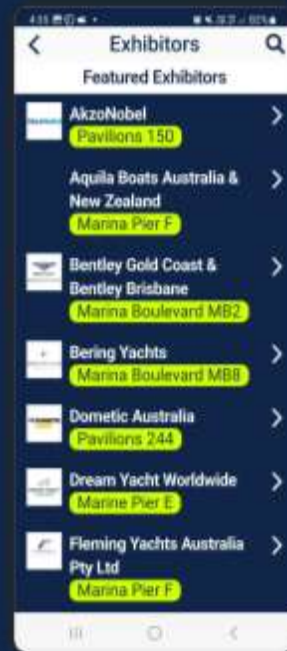 Exhibitors
Featured Exhibitors
AkzoNobel
Pavilions 150
Aquila Boats Australia &
New Zealand
Marina Pier F
Bentley Gold Coast &
Bentley Brisbane
Marina Boulevard MB2
Bering Yachts
Marina Boulevard MB8
Dometic Australia
Pavilions 244
Dream Yacht Worldwide
Marine Pier E
Fleming Yachts Australia
Pty Ltd
Marina Pier F